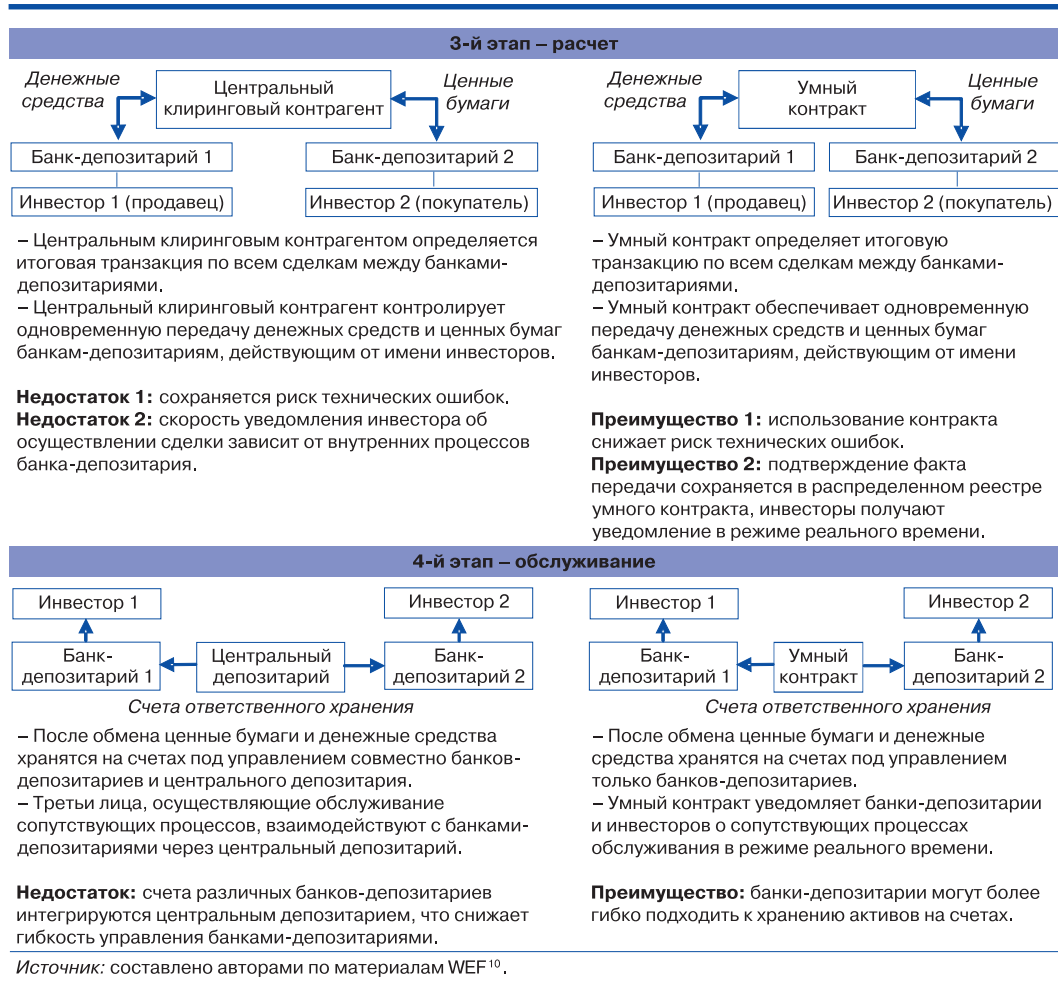 3-й этап – расчет
Денежные
средства
Центральный
клиринговый контрагент
Ценные
бумаги
Банк-депозитарий 1
Банк-депозитарий 2
Инвестор 1 (продавец)
Инвестор 2 (покупатель)
– Центральным клиринговым контрагентом определяется
итоговая транзакция по всем сделкам между банками-
депозитариями.
– Центральный клиринговый контрагент контролирует
одновременную передачу денежных средств и ценных бумаг
банкам-депозитариям, действующим от имени инвесторов.
Недостаток 1: сохраняется риск технических ошибок.
Недостаток 2: скорость уведомления инвестора об
осуществлении сделки зависит от внутренних процессов
банка-депозитария.
Денежные
средства
Умный
контракт
Ценные
бумаги
Банк-депозитарий 1
Банк-депозитарий 2
Инвестор 1 (продавец)
Инвестор 2 (покупатель)
– Умный контракт определяет итоговую
транзакцию по всем сделкам между банками-
депозитариями.
– Умный контракт обеспечивает одновременную
передачу денежных средств и ценных бумаг
банкам-депозитариям, действующим от имени
инвесторов.
Преимущество 1: использование контракта
снижает риск технических ошибок.
Преимущество 2: подтверждение факта
передачи сохраняется в распределенном реестре
умного контракта, инвесторы получают
уведомление в режиме реального времени.
4-й этап – обслуживание
Инвестор 1
Инвестор 2
Банк-
депозитарий 1
Центральный
депозитарий
Банк-
депозитарий 2
Счета ответственного хранения
– После обмена ценные бумаги и денежные средства
хранятся на счетах под управлением совместно банков-
депозитариев и центрального депозитария.
– Третьи лица, осуществляющие обслуживание
сопутствующих процессов, взаимодействуют с банками-
депозитариями через центральный депозитарий.
Недостаток: счета различных банков-депозитариев
интегрируются центральным депозитарием, что снижает
гибкость управления банками-депозитариями.
Инвестор 1
Инвестор 2
Банк-
депозитарий 1
Умный
контракт
Банк-
депозитарий 2
Счета ответственного хранения
– После обмена ценные бумаги и денежные
средства хранятся на счетах под управлением
только банков-депозитариев.
– Умный контракт уведомляет банки-депозитарии
и инвесторов о сопутствующих процессах
обслуживания в режиме реального времени.
Преимущество: банки-депозитарии могут более
гибко подходить к хранению активов на счетах.
Источник: составлено авторами по материалам WEF¹⁰.